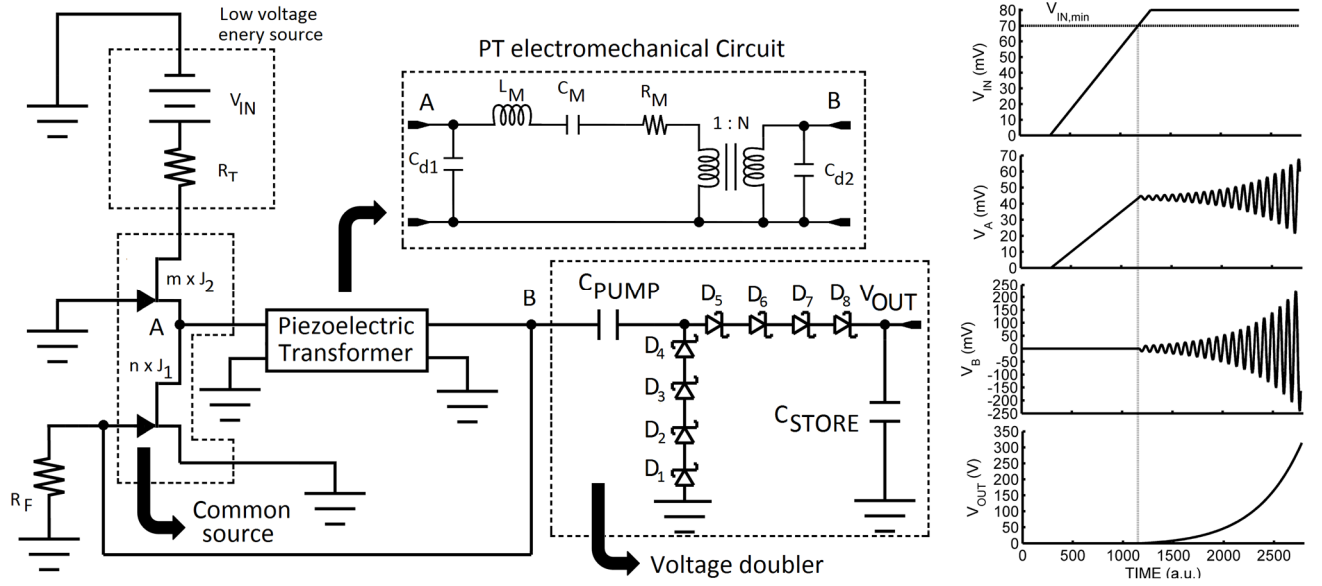 Low voltage
enery source
V_IN
R_T
m x J_2
A
n x J_1
R_F
Common
source
PT electromechanical Circuit
A
L_M
C_M
R_M
1 : N
B
C_d1
C_d2
Piezoelectric
Transformer
B
C_PUMP
D_5
D_6
D_7
D_8
V_OUT
D_4
D_3
D_2
D_1
C_STORE
Voltage doubler
V_IN,min
V_IN (mV)
80
70
60
50
40
30
20
10
0
V_A (mV)
70
60
50
40
30
20
10
0
V_B (mV)
250
200
150
100
50
0
-50
-100
-150
-200
-250
V_OUT (V)
350
300
250
200
150
100
50
0
0 500 1000 1500 2000 2500
TIME (a.u.)